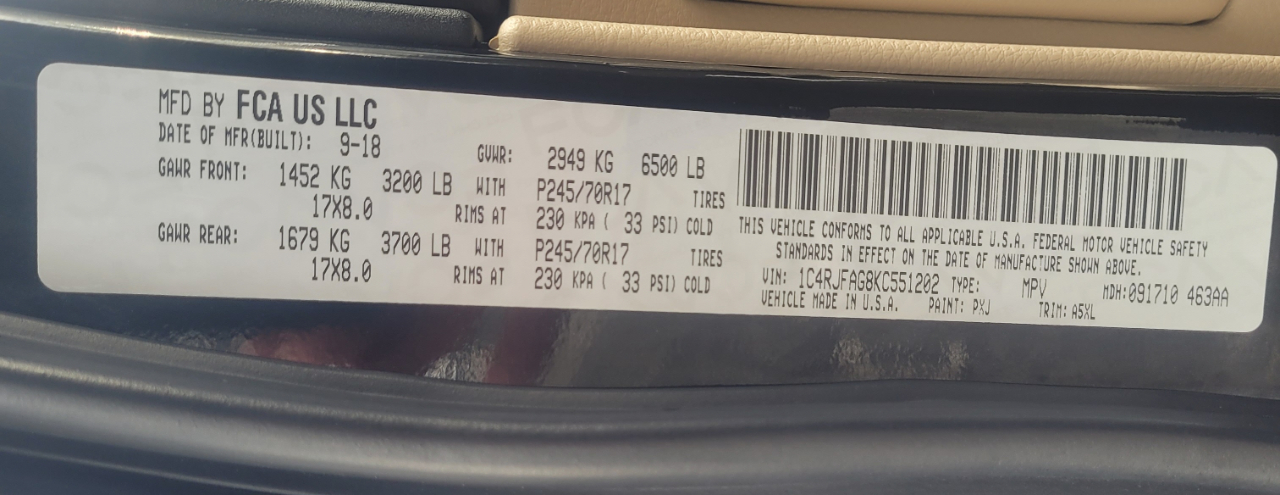 MFD BY FCA US LLC
DATE OF MFR(BUILT): 9-18 GVWR: 2949 KG 6500 LB
GAWR FRONT: 1452 KG 3200 LB WITH P245/70R17 TIRES
17X8.0 RIMS AT 230 KPA ( 33 PSI) COLD
GAWR REAR: 1679 KG 3700 LB WITH P245/70R17 TIRES
17X8.0 RIMS AT 230 KPA ( 33 PSI) COLD
THIS VEHICLE CONFORMS TO ALL APPLICABLE U.S.A. FEDERAL MOTOR VEHICLE SAFETY
STANDARDS IN EFFECT ON THE DATE OF MANUFACTURE SHOWN ABOVE.
VIN: 1C4RJFAG8KC551202 TYPE: MPV MDH:091710 463AA
VEHICLE MADE IN U.S.A. PAINT: PXJ TRIM: A5XL